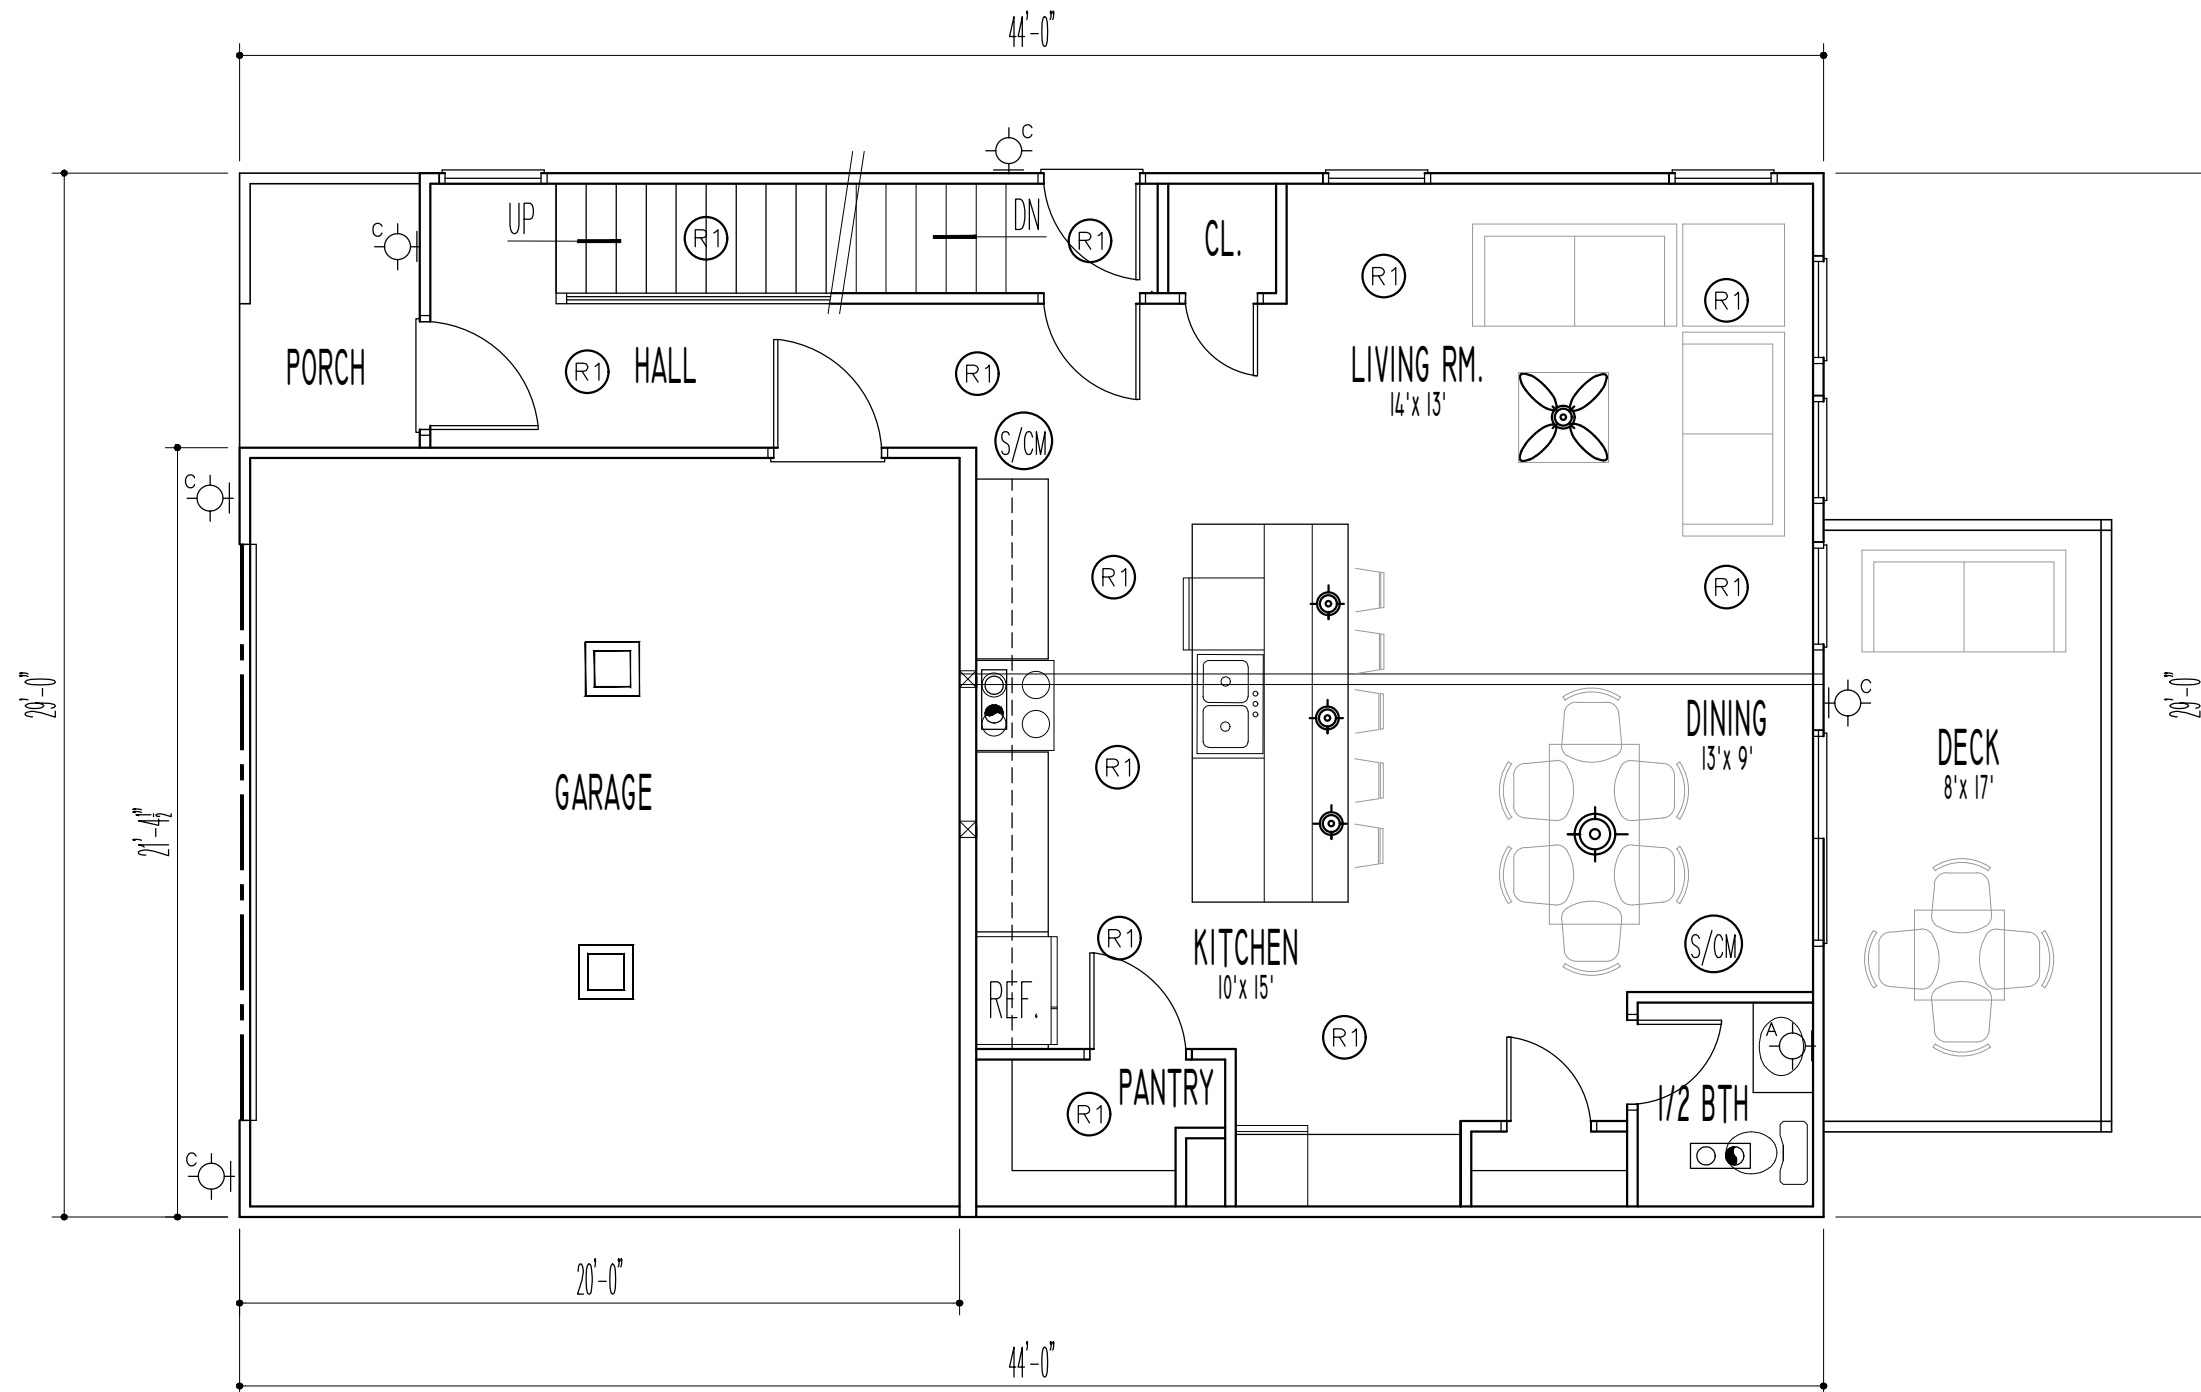 44'-0"
C
UP
R1
DN
R1
CL.
C
R1
R1
PORCH
R1
HALL
R1
LIVING RM.
14'x 13'
S/CM
C
R1
R1
29'-0"
29'-0"
C
DINING
13'x 9'
DECK
8'x 17'
R1
GARAGE
21'-4½"
R1
KITCHEN
10'x 15'
S/CM
REF.
R1
A
PANTRY
R1
1/2 BTH
C
20'-0"
44'-0"